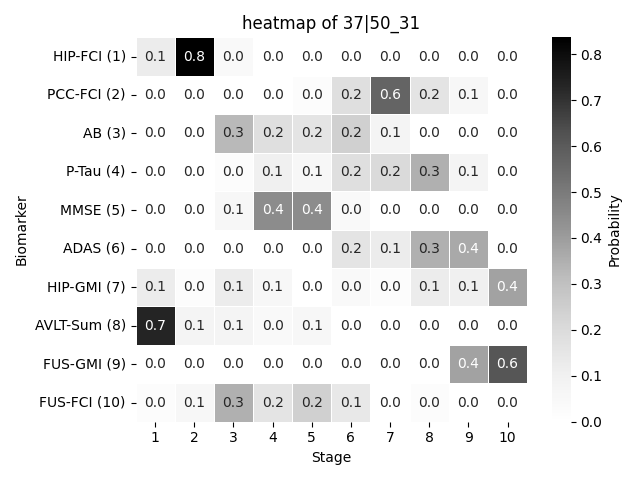 heatmap of 37|50_31
HIP-FCI (1) 0.1 0.8 0.0 0.0 0.0 0.0 0.0 0.0 0.0 0.0
PCC-FCI (2) 0.0 0.0 0.0 0.0 0.0 0.2 0.6 0.2 0.1 0.0
AB (3) 0.0 0.0 0.3 0.2 0.2 0.2 0.1 0.0 0.0 0.0
P-Tau (4) 0.0 0.0 0.0 0.1 0.1 0.2 0.2 0.3 0.1 0.0
MMSE (5) 0.0 0.0 0.1 0.4 0.4 0.0 0.0 0.0 0.0 0.0
ADAS (6) 0.0 0.0 0.0 0.0 0.0 0.2 0.1 0.3 0.4 0.0
HIP-GMI (7) 0.1 0.0 0.1 0.1 0.0 0.0 0.0 0.1 0.1 0.4
AVLT-Sum (8) 0.7 0.1 0.1 0.0 0.1 0.0 0.0 0.0 0.0 0.0
FUS-GMI (9) 0.0 0.0 0.0 0.0 0.0 0.0 0.0 0.0 0.4 0.6
FUS-FCI (10) 0.0 0.1 0.3 0.2 0.2 0.1 0.0 0.0 0.0 0.0
1 2 3 4 5 6 7 8 9 10
Stage
Biomarker
0.8
0.7
0.6
0.5
0.4
0.3
0.2
0.1
0.0
Probability